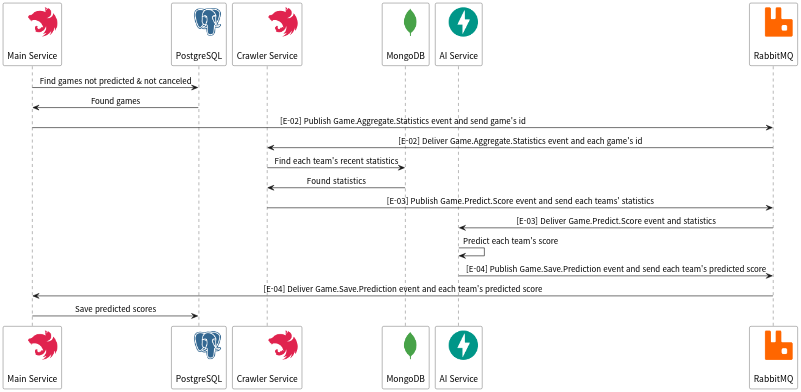 Main Service
PostgreSQL
Crawler Service
MongoDB
AI Service
RabbitMQ
Find games not predicted & not canceled
Found games
[E-02] Publish Game.Aggregate.Statistics event and send game's id
[E-02] Deliver Game.Aggregate.Statistics event and each game's id
Find each team's recent statistics
Found statistics
[E-03] Publish Game.Predict.Score event and send each teams' statistics
[E-03] Deliver Game.Predict.Score event and statistics
Predict each team's score
[E-04] Publish Game.Save.Prediction event and send each team's predicted score
[E-04] Deliver Game.Save.Prediction event and each team's predicted score
Save predicted scores
Main Service
PostgreSQL
Crawler Service
MongoDB
AI Service
RabbitMQ